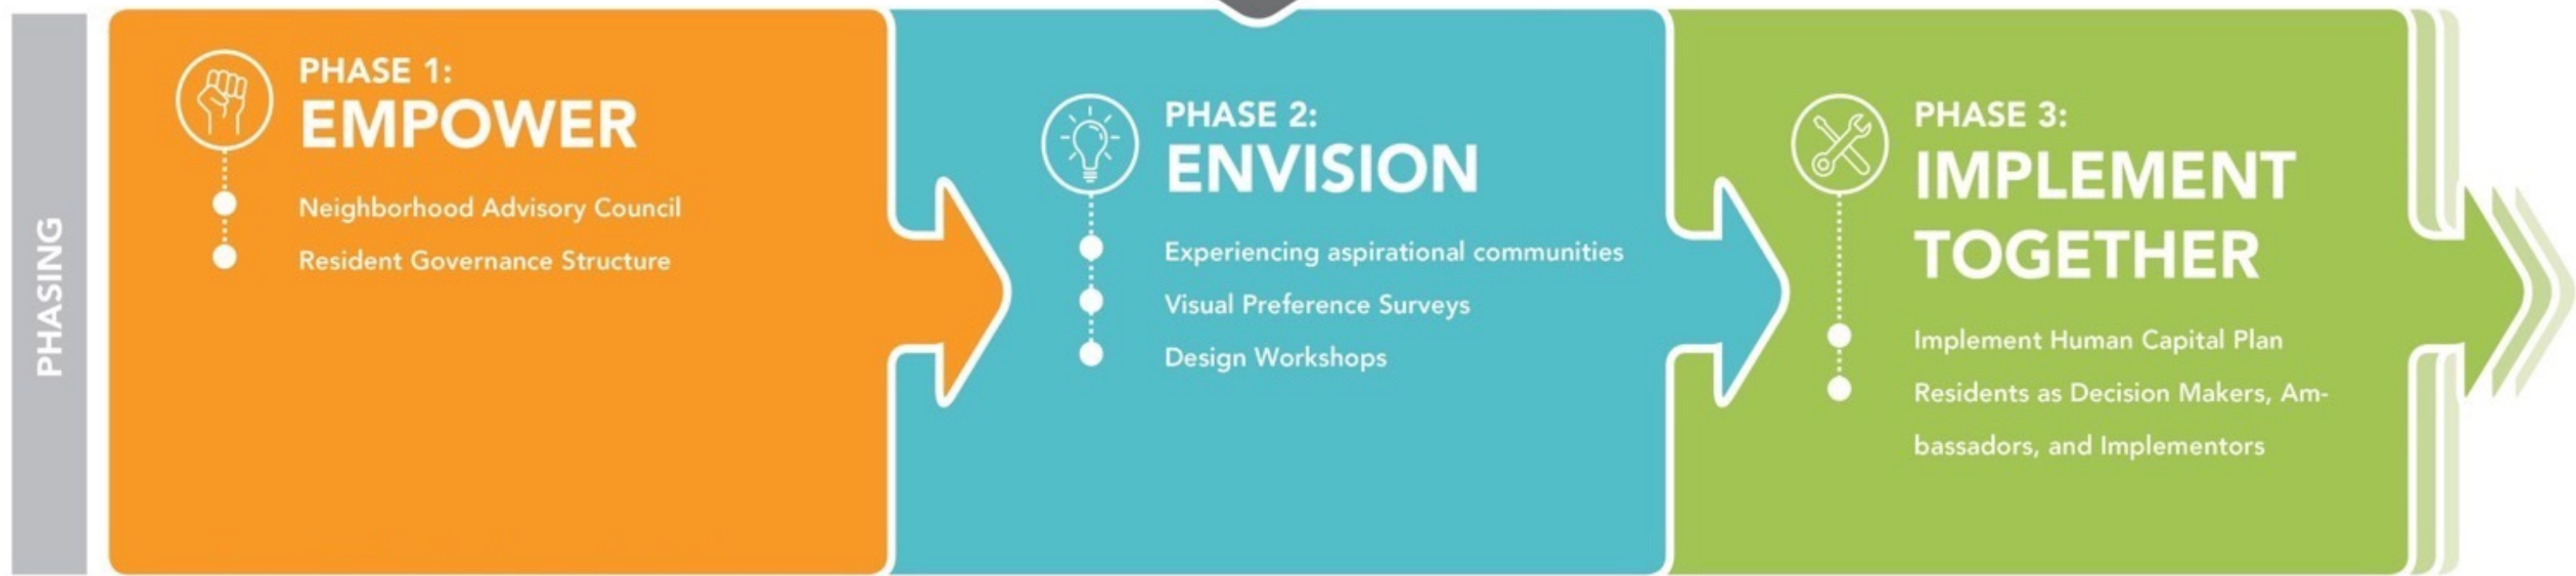 PHASING
PHASE 1:
EMPOWER
Neighborhood Advisory Council
Resident Governance Structure
PHASE 2:
ENVISION
Experiencing aspirational communities
Visual Preference Surveys
Design Workshops
PHASE 3:
IMPLEMENT
TOGETHER
Implement Human Capital Plan
Residents as Decision Makers, Am-
bassadors, and Implementors